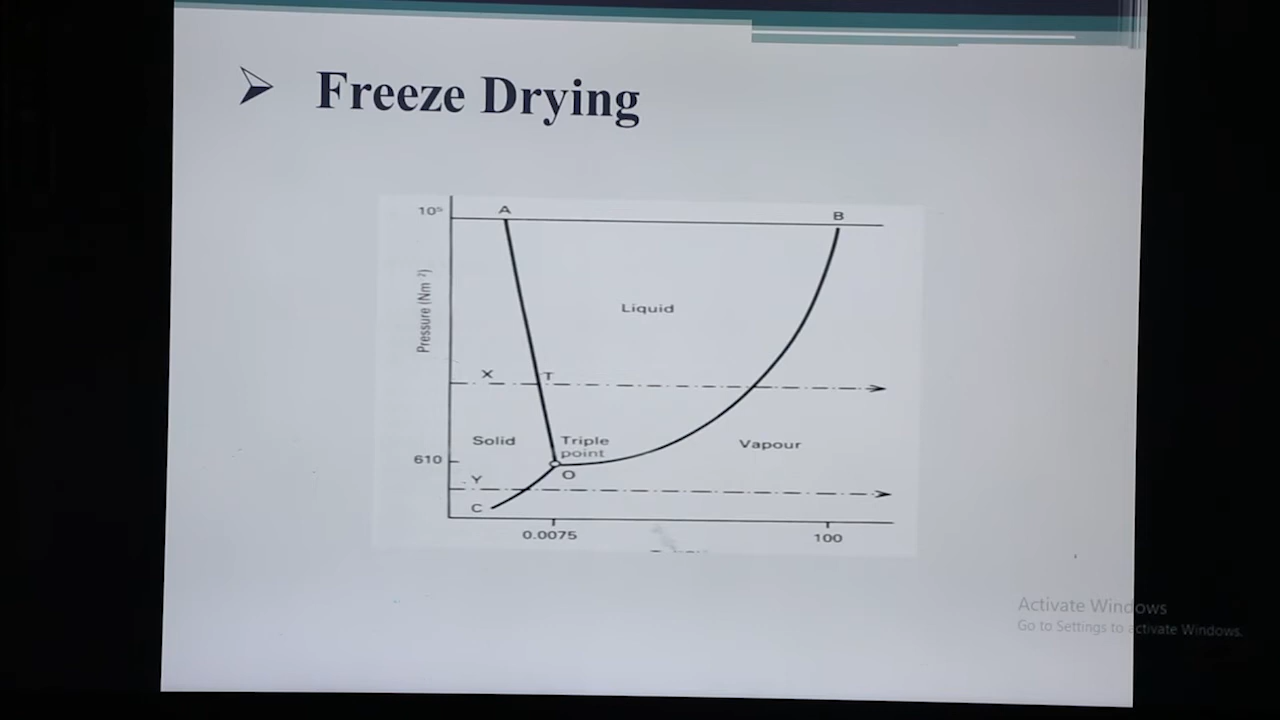 Freeze Drying
10⁵
A
B
Pressure (Nm⁻²)
Liquid
X
T
Solid
Triple
point
Vapour
610
O
Y
C
0.0075
100
Activate Windows
Go to Settings to activate Windows.